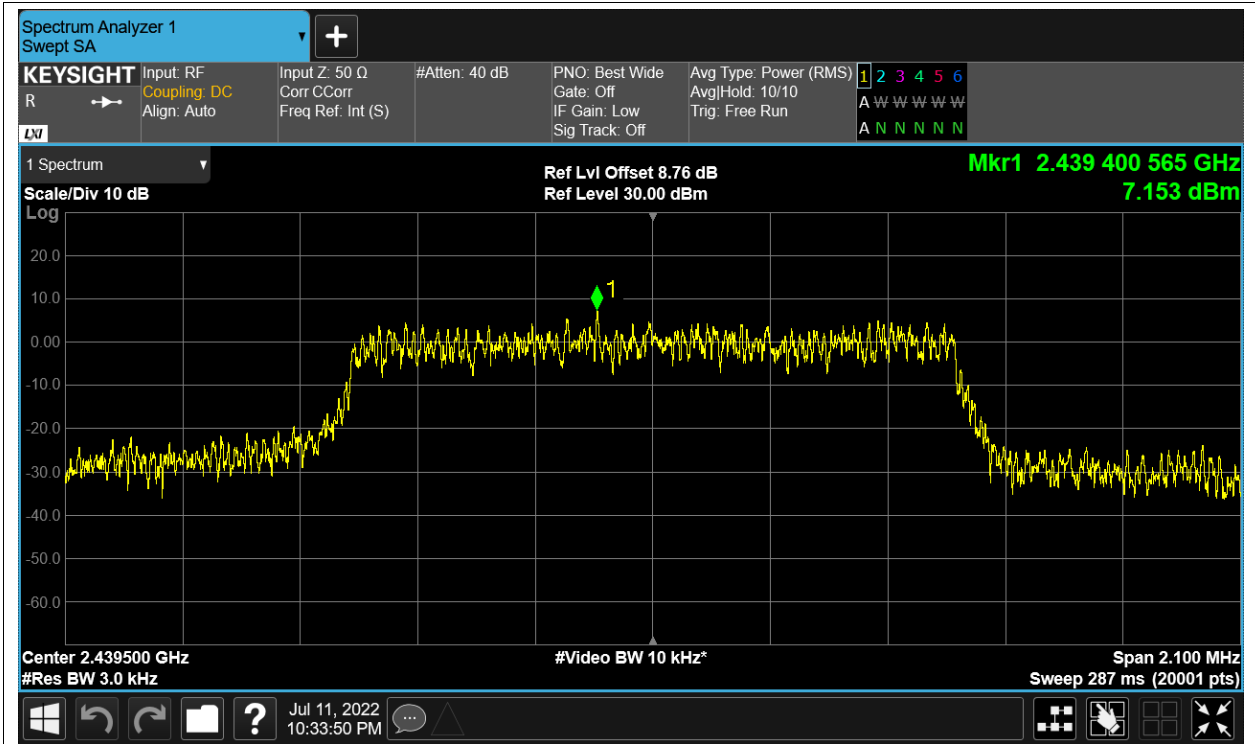 Spectrum Analyzer 1
Swept SA
+
KEYSIGHT
R
LXI
Input: RF
Coupling: DC
Align: Auto
Input Z: 50 Ω
Corr CCorr
Freq Ref: Int (S)
#Atten: 40 dB
PNO: Best Wide
Gate: Off
IF Gain: Low
Sig Track: Off
Avg Type: Power (RMS)
Avg|Hold: 10/10
Trig: Free Run
1 2 3 4 5 6
A W W W W W
A N N N N N
1 Spectrum
Scale/Div 10 dB
Log
Ref Lvl Offset 8.76 dB
Ref Level 30.00 dBm
Mkr1 2.439 400 565 GHz
7.153 dBm
20.0
10.0
0.00
-10.0
-20.0
-30.0
-40.0
-50.0
-60.0
1
Center 2.439500 GHz
#Res BW 3.0 kHz
#Video BW 10 kHz*
Span 2.100 MHz
Sweep 287 ms (20001 pts)
?
Jul 11, 2022
10:33:50 PM